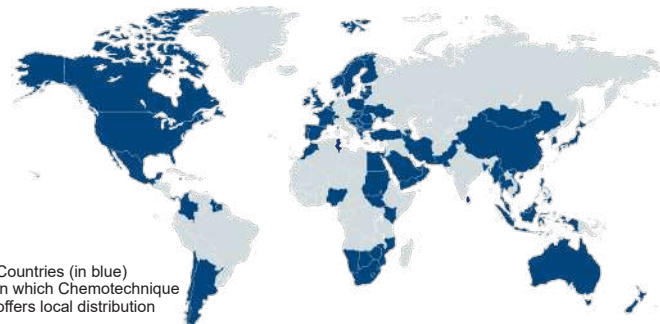 Countries (in blue)
in which Chemotechnique
offers local distribution